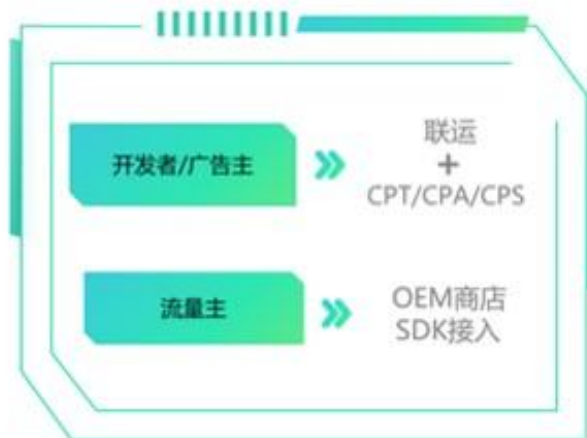 开发者/广告主
联运
+
CPT/CPA/CPS
流量主
OEM商店
SDK接入